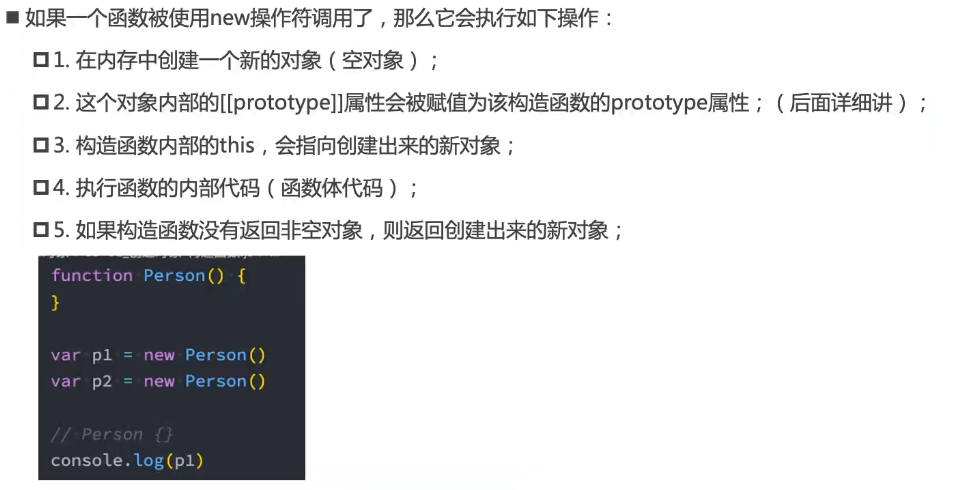 如果一个函数被使用new操作符调用了，那么它会执行如下操作：
1. 在内存中创建一个新的对象（空对象）；
2. 这个对象内部的[[prototype]]属性会被赋值为该构造函数的prototype属性；（后面详细讲）；
3. 构造函数内部的this，会指向创建出来的新对象；
4. 执行函数的内部代码（函数体代码）；
5. 如果构造函数没有返回非空对象，则返回创建出来的新对象；
function Person() {
}
var p1 = new Person()
var p2 = new Person()
// Person {}
console.log(p1)